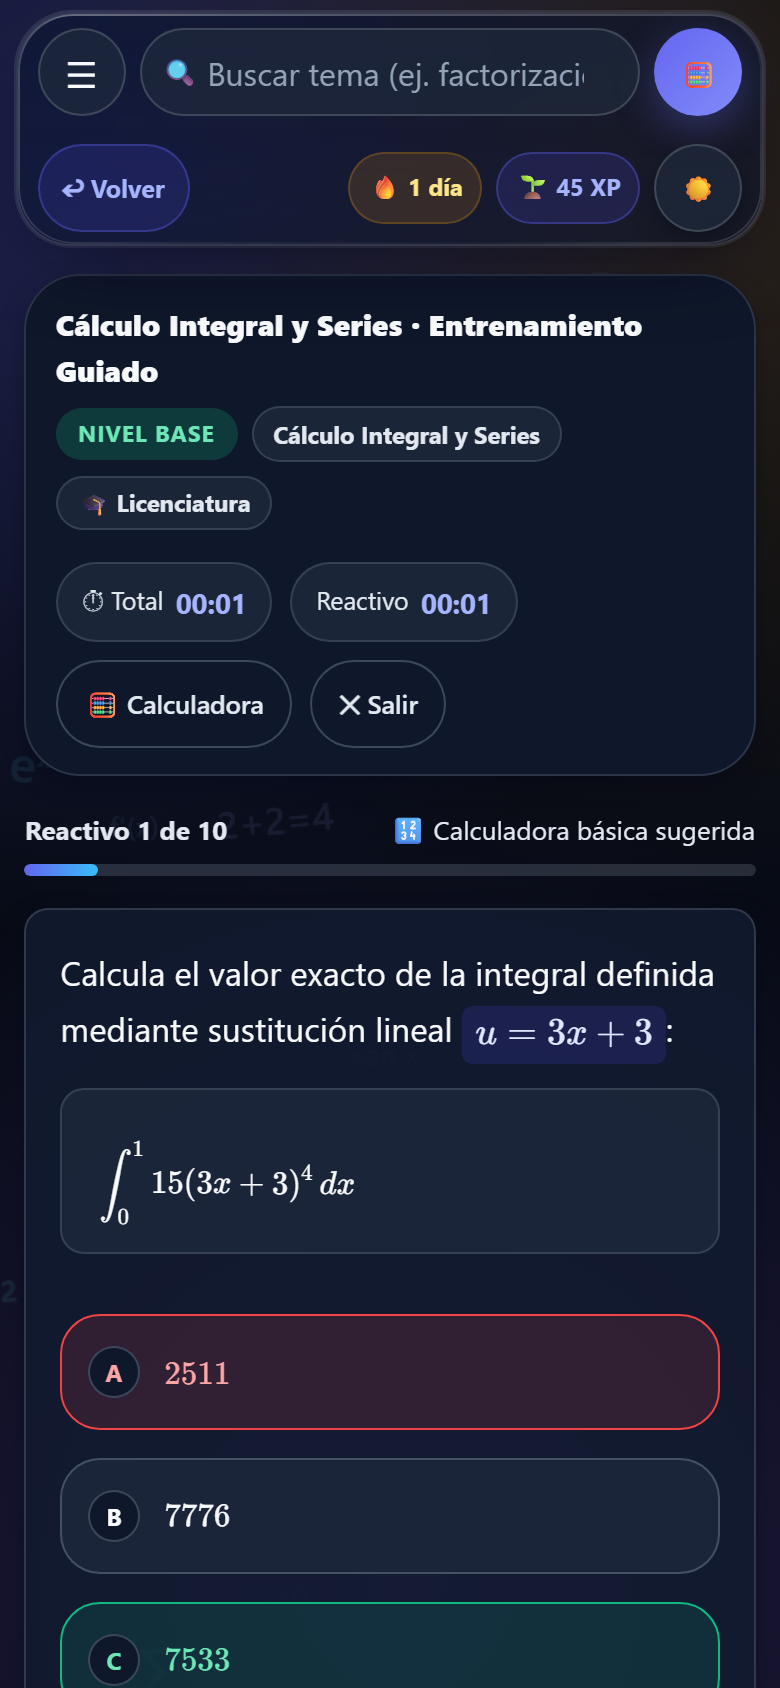 ☰ 🔍 Buscar tema (ej. factorizaci
↩ Volver 🔥 1 día 🌱 45 XP
Cálculo Integral y Series · Entrenamiento
Guiado
NIVEL BASE Cálculo Integral y Series
🎓 Licenciatura
⏱ Total 00:01 Reactivo 00:01
🧮 Calculadora ✕ Salir
Reactivo 1 de 10 2+2=4 🔢 Calculadora básica sugerida
Calcula el valor exacto de la integral definida
mediante sustitución lineal u = 3x + 3 :
∫₀¹ 15(3x + 3)⁴ dx
A 2511
B 7776
C 7533